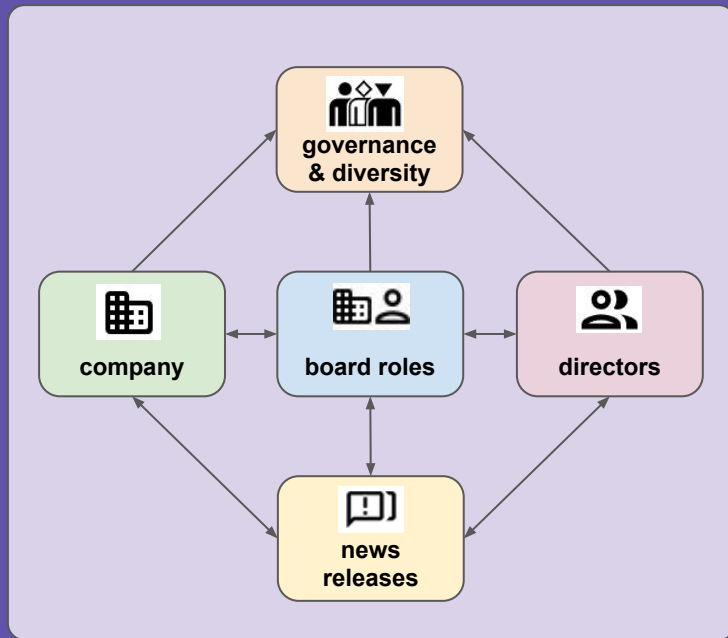 governance
& diversity
company
board roles
directors
news
releases